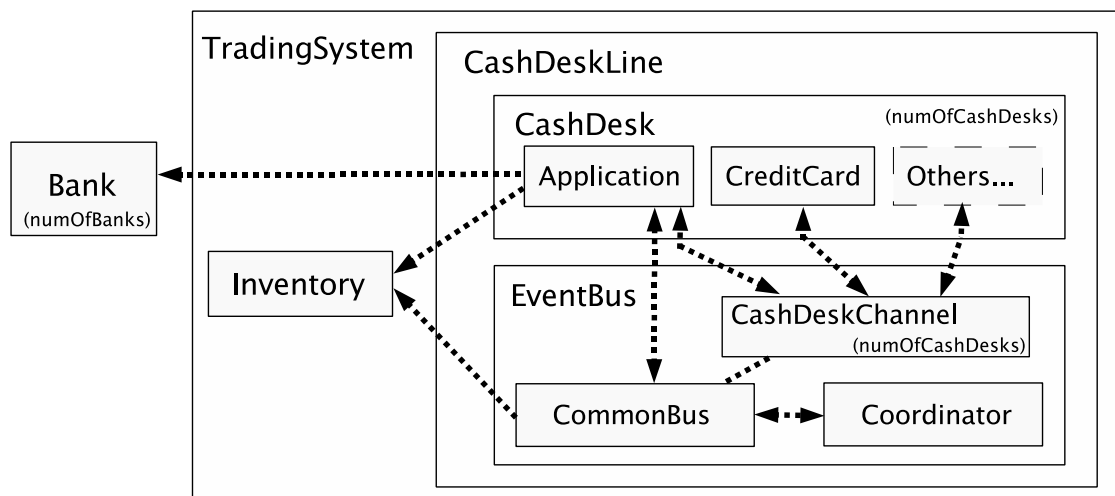 TradingSystem
CashDeskLine
CashDesk
(numOfCashDesks)
Bank
(numOfBanks)
Application
CreditCard
Others...
Inventory
EventBus
CashDeskChannel
(numOfCashDesks)
CommonBus
Coordinator